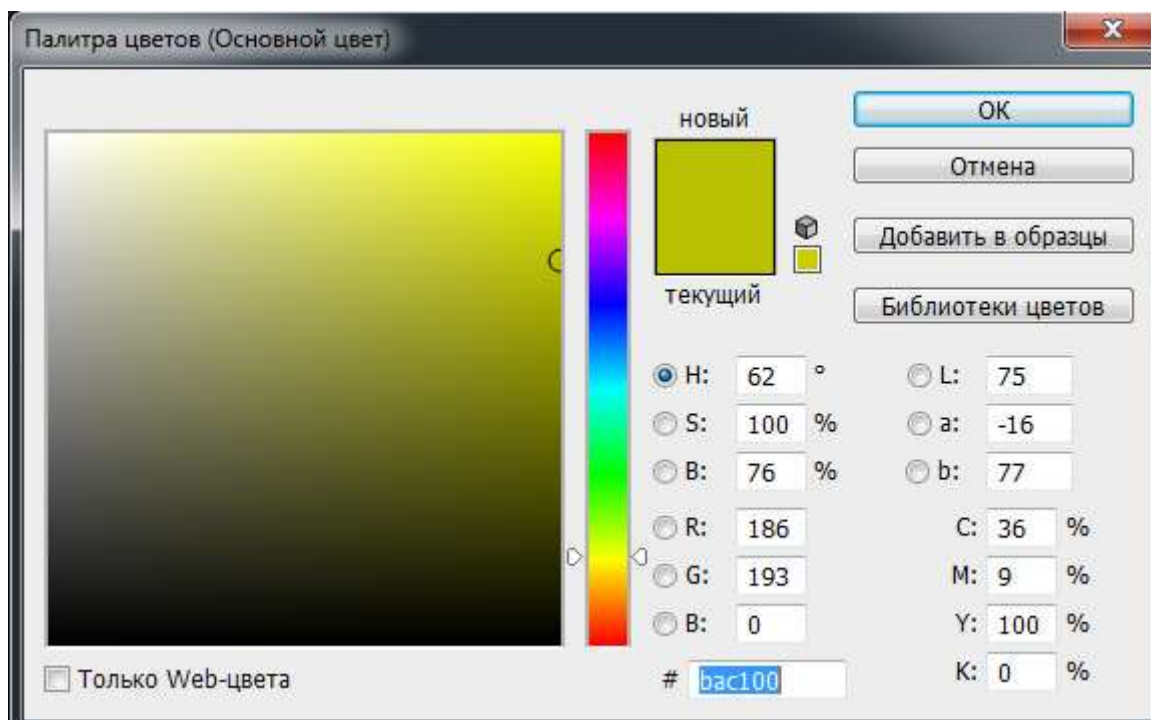 Палитра цветов (Основной цвет)
новый
текущий
OK
Отмена
Добавить в образцы
Библиотеки цветов
H: 62 °
S: 100 %
B: 76 %
R: 186
G: 193
B: 0
# bac100
L: 75
a: -16
b: 77
C: 36 %
M: 9 %
Y: 100 %
K: 0 %
Только Web-цвета